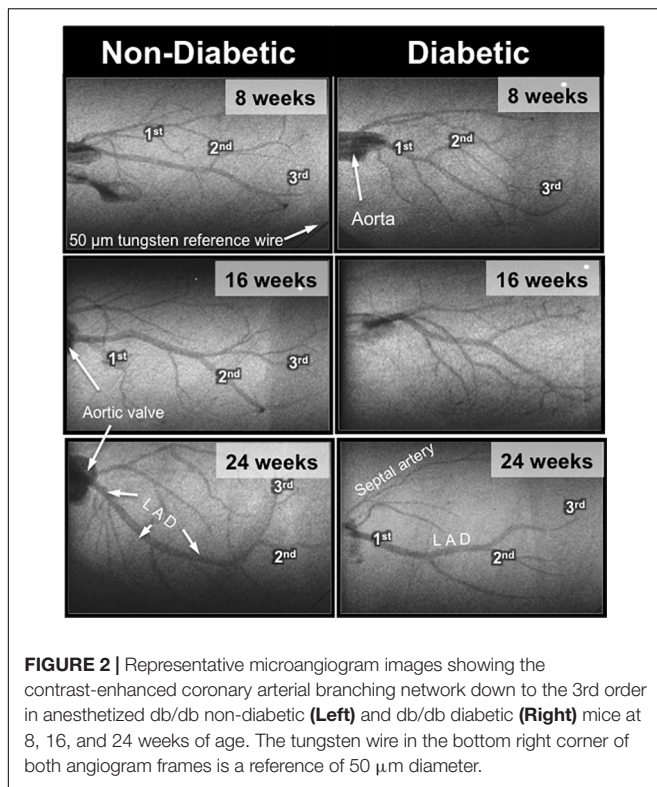 Non-Diabetic
Diabetic
8 weeks
1st
2nd
3rd
50 µm tungsten reference wire
8 weeks
1st
2nd
3rd
Aorta
16 weeks
1st
2nd
3rd
Aortic valve
16 weeks
24 weeks
3rd
LAD
2nd
24 weeks
Septal artery
3rd
1st
LAD
2nd
FIGURE 2 | Representative microangiogram images showing the
contrast-enhanced coronary arterial branching network down to the 3rd order
in anesthetized db/db non-diabetic (Left) and db/db diabetic (Right) mice at
8, 16, and 24 weeks of age. The tungsten wire in the bottom right corner of
both angiogram frames is a reference of 50 µm diameter.